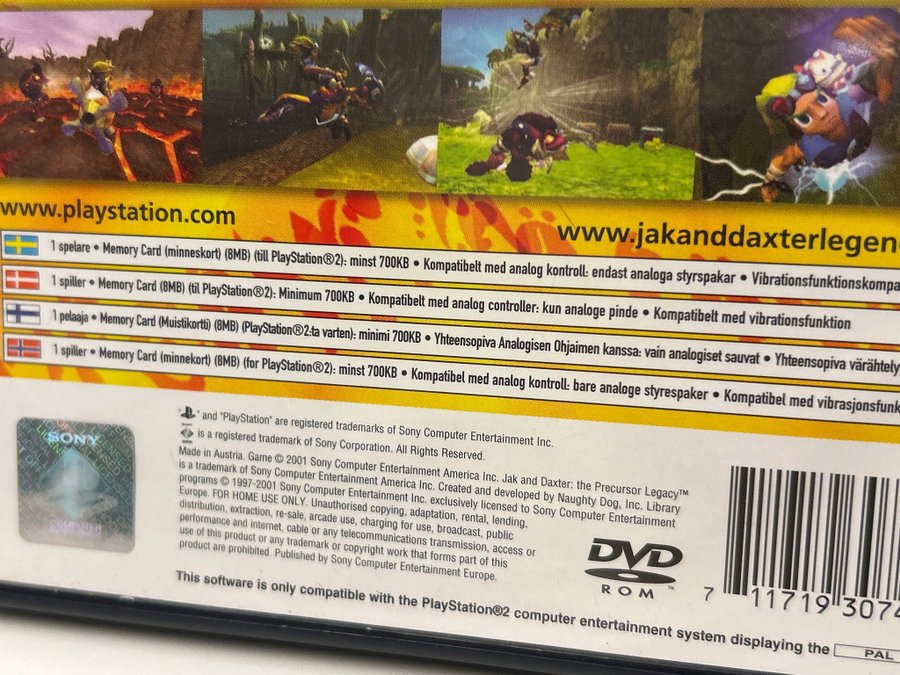 www.playstation.com
www.jakanddaxterlegen
1 spelare • Memory Card (minneskort) (8MB) (till PlayStation®2): minst 700KB • Kompatibelt med analog kontroll: endast analoga styrspakar • Vibrationsfunktionskompa
1 spiller • Memory Card (8MB) (til PlayStation®2): Minimum 700KB • Kompatibelt med analog controller: kun analoge pinde • Kompatibelt med vibrationsfunktion
1 pelaaja • Memory Card (Muistikortti) (8MB) (PlayStation®2:ta varten): minimi 700KB • Yhteensopiva Analogisen Ohjaimen kanssa: vain analogiset sauvat • Yhteensopiva värähtely
1 spiller • Memory Card (minnekort) (8MB) (for PlayStation®2): minst 700KB • Kompatibel med analog kontroll: bare analoge styrespaker • Kompatibel med vibrasjonsfunk
SONY
COMPUTER
" " and "PlayStation" are registered trademarks of Sony Computer Entertainment Inc.
is a registered trademark of Sony Corporation. All Rights Reserved.
Made in Austria. Game © 2001 Sony Computer Entertainment America Inc. Jak and Daxter: the Precursor Legacy™
is a trademark of Sony Computer Entertainment America Inc. Created and developed by Naughty Dog, Inc. Library
programs © 1997-2001 Sony Computer Entertainment Inc. exclusively licensed to Sony Computer Entertainment
Europe. FOR HOME USE ONLY. Unauthorised copying, adaptation, rental, lending,
distribution, extraction, re-sale, arcade use, charging for use, broadcast, public
performance and internet, cable or any telecommunications transmission, access or
use of this product or any trademark or copyright work that forms part of this
product are prohibited. Published by Sony Computer Entertainment Europe.
DVD
ROM ™
7 11719 3074
This software is only compatible with the PlayStation®2 computer entertainment system displaying the PAL